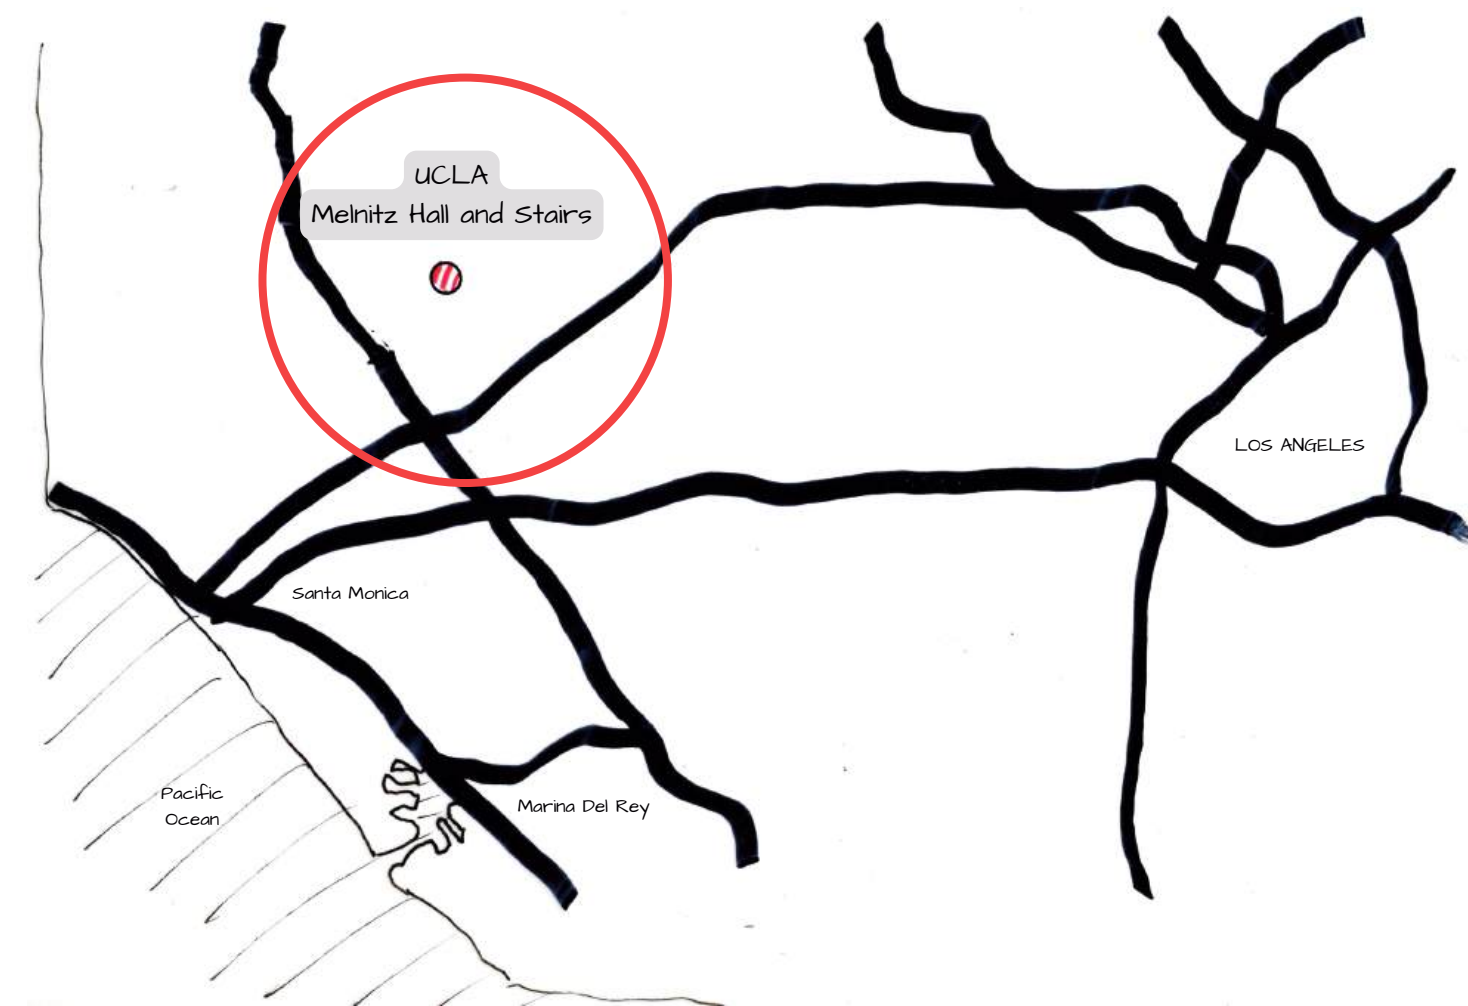 UCLA
Melnitz Hall and Stairs
LOS ANGELES
Santa Monica
Pacific
Ocean
Marina Del Rey